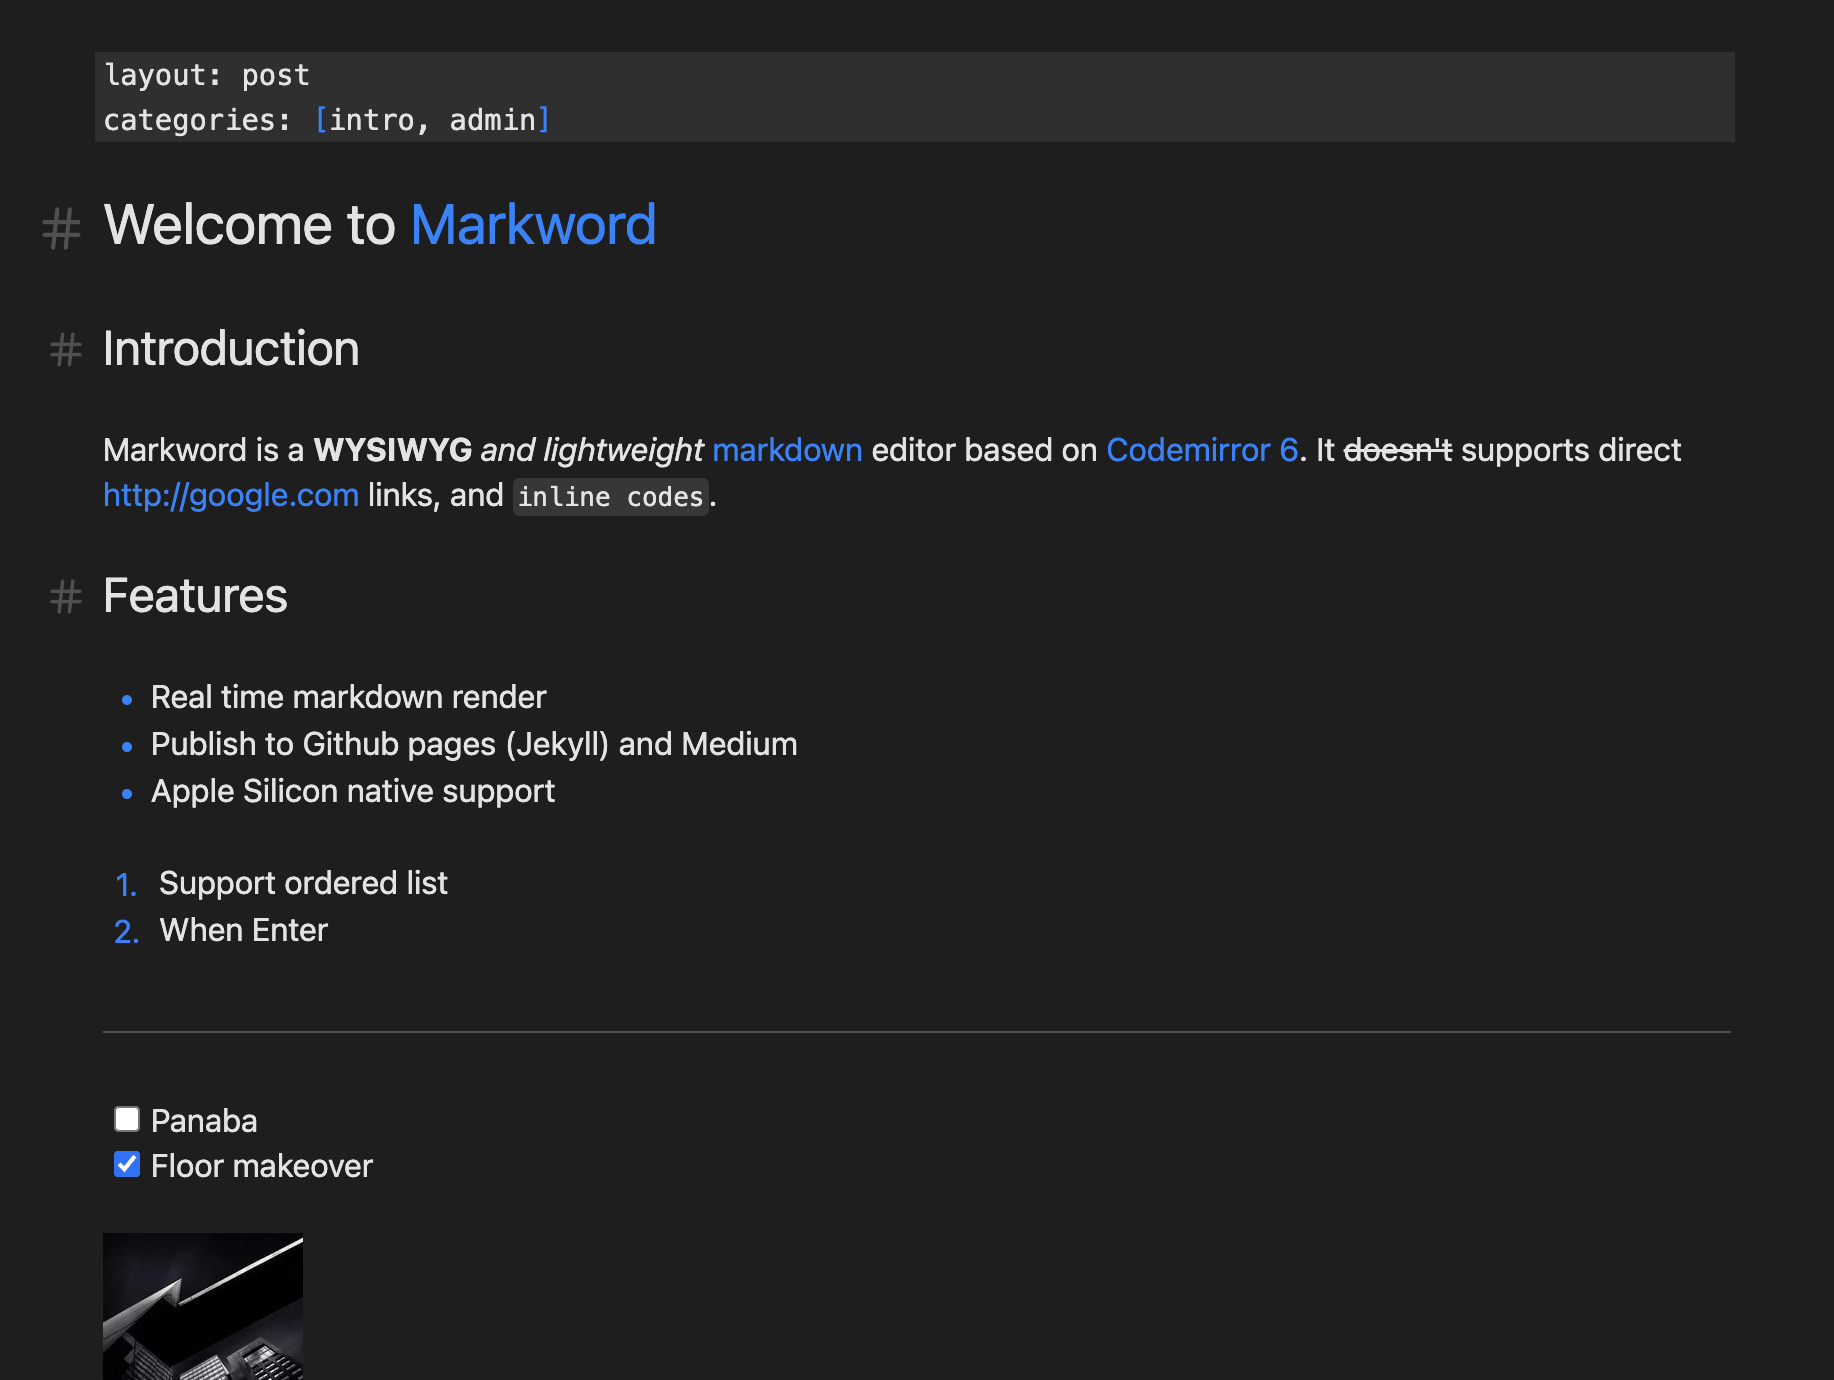 layout: post
categories: [intro, admin]
# Welcome to Markword
# Introduction
Markword is a WYSIWYG and lightweight markdown editor based on Codemirror 6. It doesn't supports direct
http://google.com links, and inline codes.
# Features
• Real time markdown render
• Publish to Github pages (Jekyll) and Medium
• Apple Silicon native support
1. Support ordered list
2. When Enter
Panaba
Floor makeover